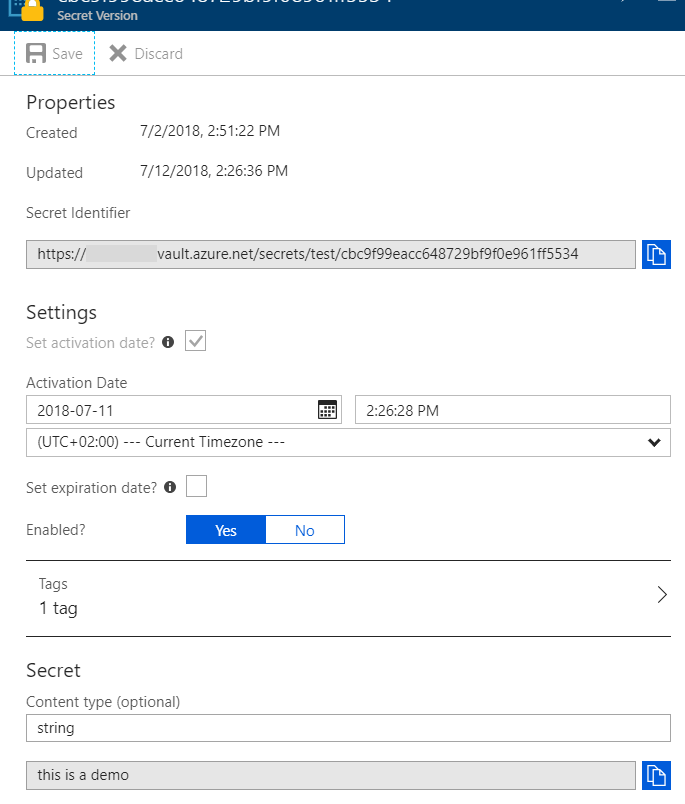 Secret Version
Save Discard
Properties
Created 7/2/2018, 2:51:22 PM
Updated 7/12/2018, 2:26:36 PM
Secret Identifier
https:// vault.azure.net/secrets/test/cbc9f99eacc648729bf9f0e961ff5534
Settings
Set activation date?
Activation Date
2018-07-11 2:26:28 PM
(UTC+02:00) --- Current Timezone ---
Set expiration date?
Enabled? Yes No
Tags
1 tag
Secret
Content type (optional)
string
this is a demo